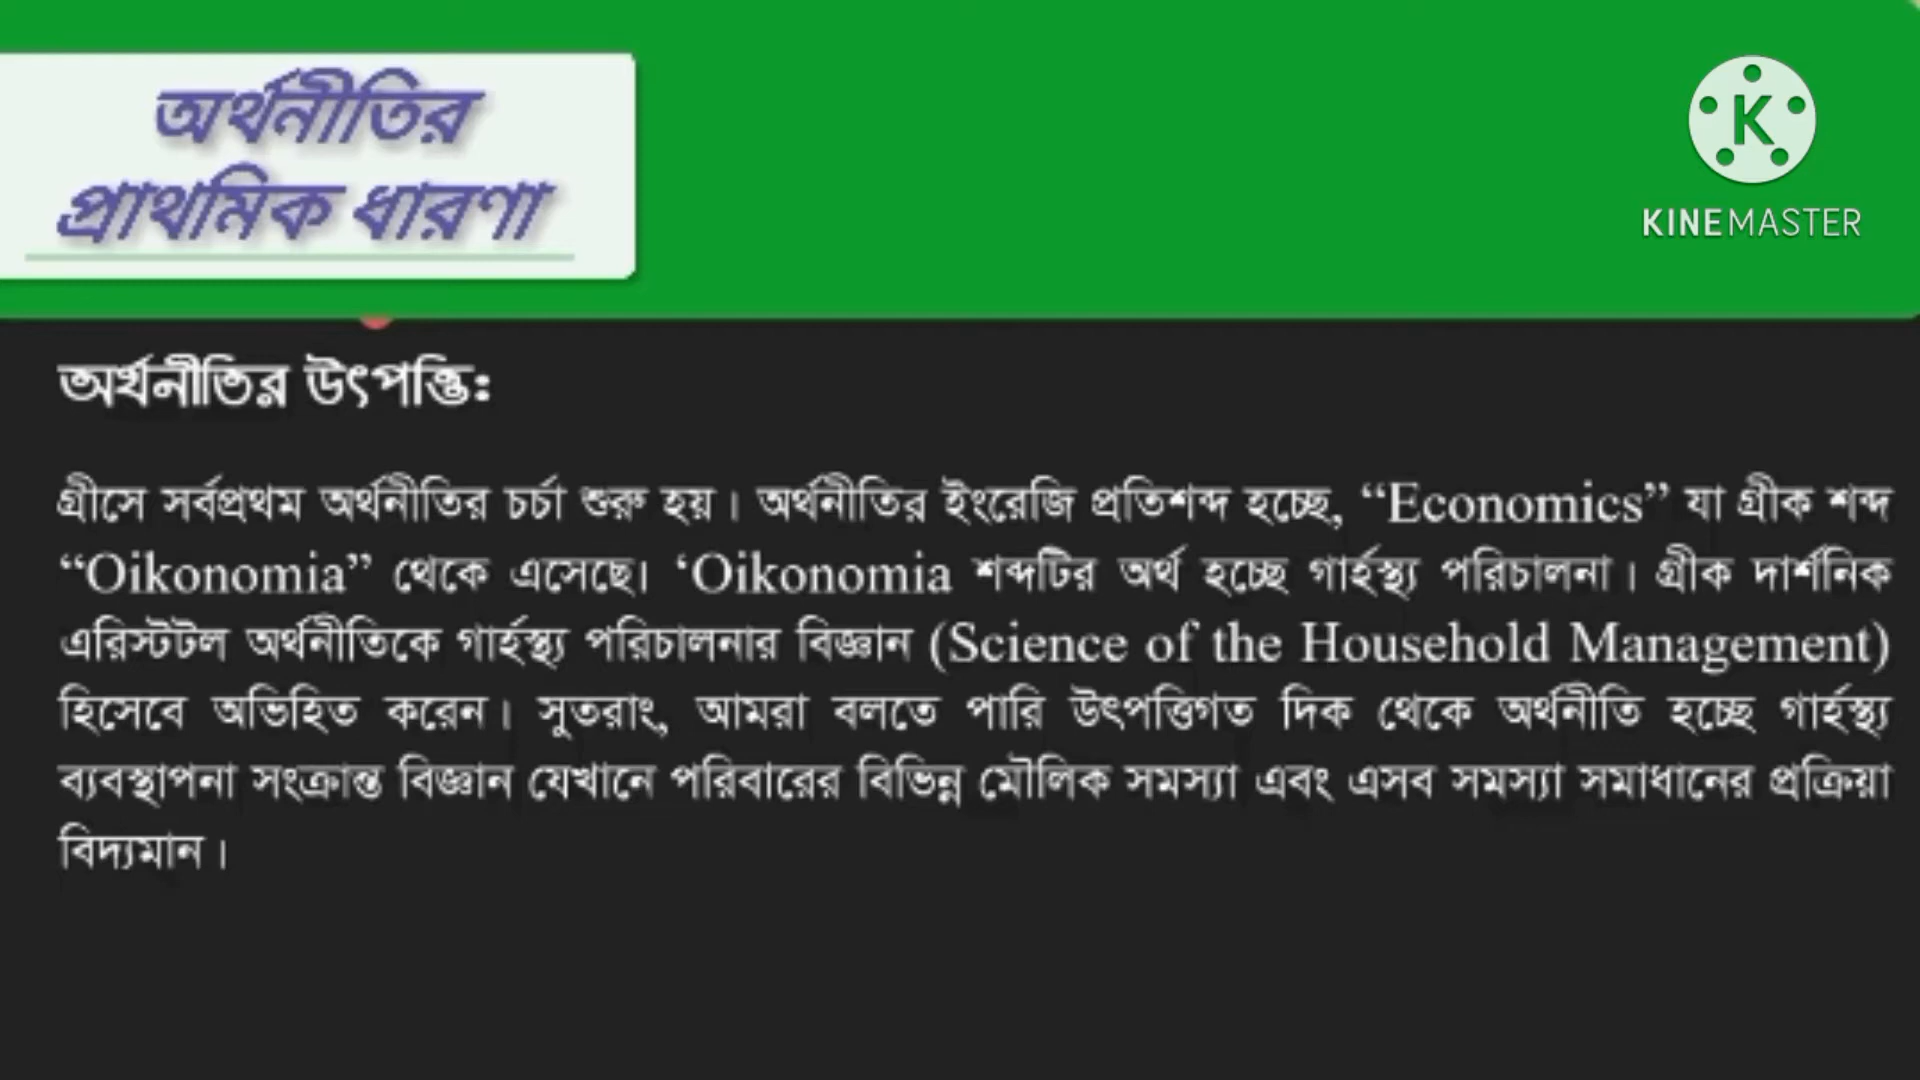 অর্থনীতির
প্রাথমিক ধারণা
K
KINEMASTER
অর্থনীতির উৎপত্তিঃ
গ্রীসে সর্বপ্রথম অর্থনীতির চর্চা শুরু হয়। অর্থনীতির ইংরেজি প্রতিশব্দ হচ্ছে, “Economics” যা গ্রীক শব্দ
“Oikonomia” থেকে এসেছে। ‘Oikonomia শব্দটির অর্থ হচ্ছে গার্হস্থ্য পরিচালনা। গ্রীক দার্শনিক
এরিস্টটল অর্থনীতিকে গার্হস্থ্য পরিচালনার বিজ্ঞান (Science of the Household Management)
হিসেবে অভিহিত করেন। সুতরাং, আমরা বলতে পারি উৎপত্তিগত দিক থেকে অর্থনীতি হচ্ছে গার্হস্থ্য
ব্যবস্থাপনা সংক্রান্ত বিজ্ঞান যেখানে পরিবারের বিভিন্ন মৌলিক সমস্যা এবং এসব সমস্যা সমাধানের প্রক্রিয়া
বিদ্যমান।